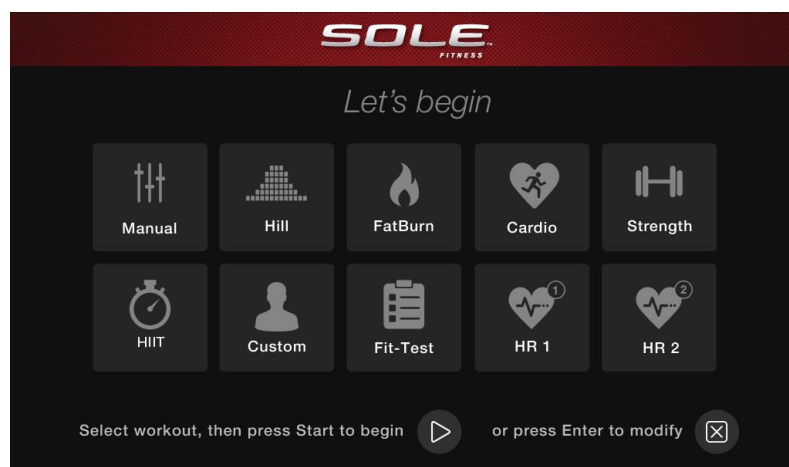 SOLE™
FITNESS
Let's begin
Manual
Hill
FatBurn
Cardio
Strength
HIIT
Custom
Fit-Test
1
HR 1
2
HR 2
Select workout, then press Start to begin
or press Enter to modify